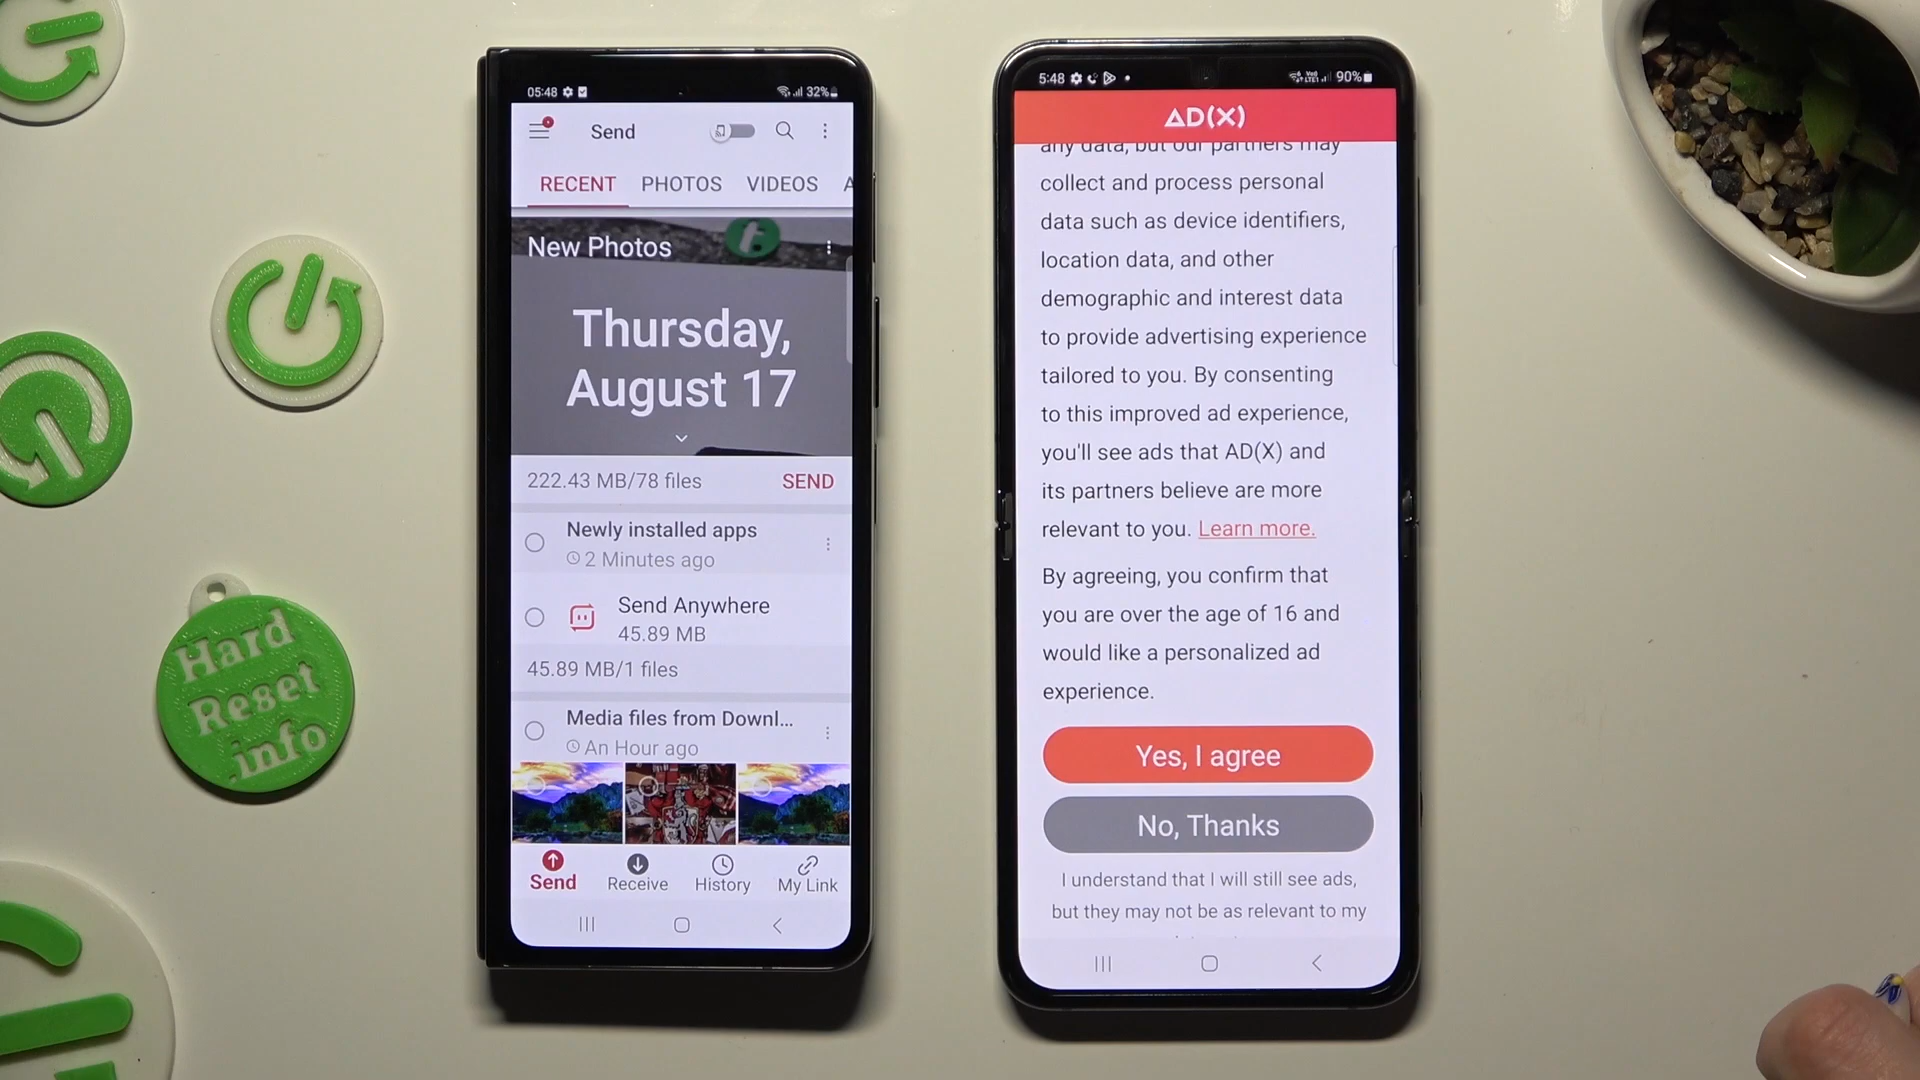 05:48
32%
Send
RECENT
PHOTOS
VIDEOS
New Photos
Thursday,
August 17
222.43 MB/78 files
SEND
Newly installed apps
2 Minutes ago
Send Anywhere
45.89 MB
45.89 MB/1 files
Media files from Downl...
An Hour ago
Send
Receive
History
My Link
5:48
90%
AD(X)
any data, but our partners may
collect and process personal
data such as device identifiers,
location data, and other
demographic and interest data
to provide advertising experience
tailored to you. By consenting
to this improved ad experience,
you'll see ads that AD(X) and
its partners believe are more
relevant to you. Learn more.
By agreeing, you confirm that
you are over the age of 16 and
would like a personalized ad
experience.
Yes, I agree
No, Thanks
I understand that I will still see ads,
but they may not be as relevant to my
Hard
Reset
.info